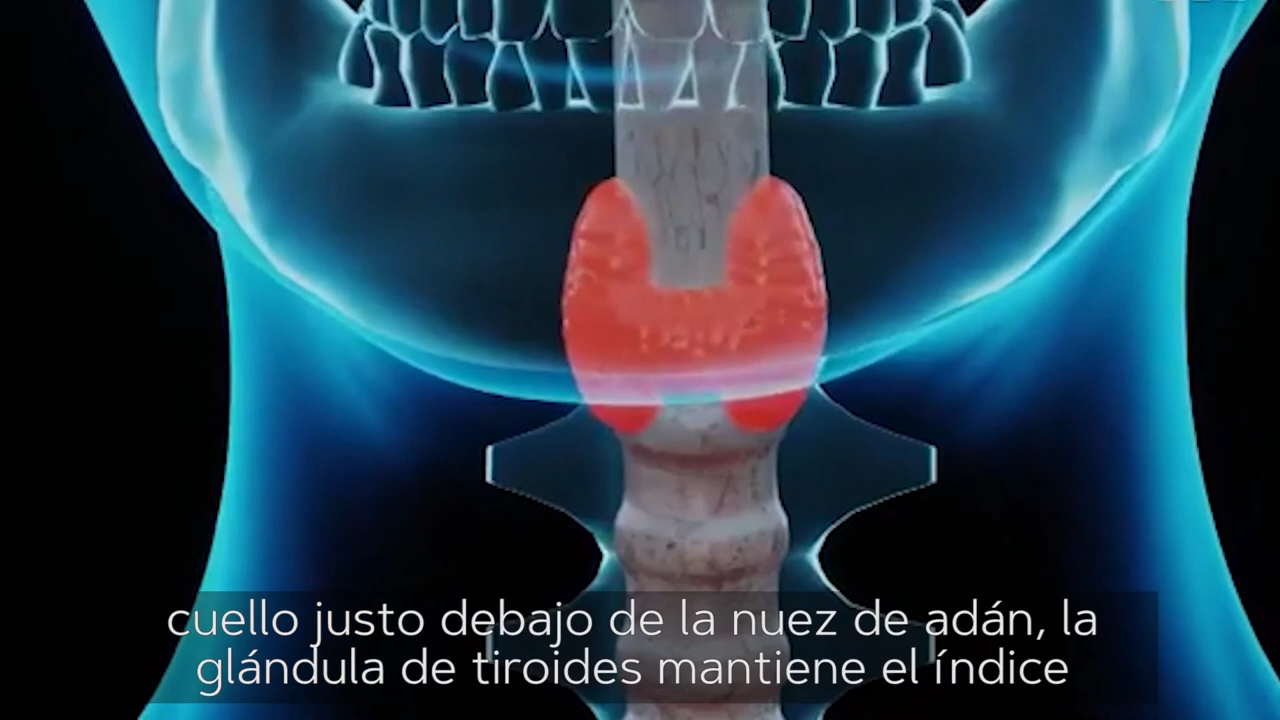 cuello justo debajo de la nuez de adán, la
glándula de tiroides mantiene el índice